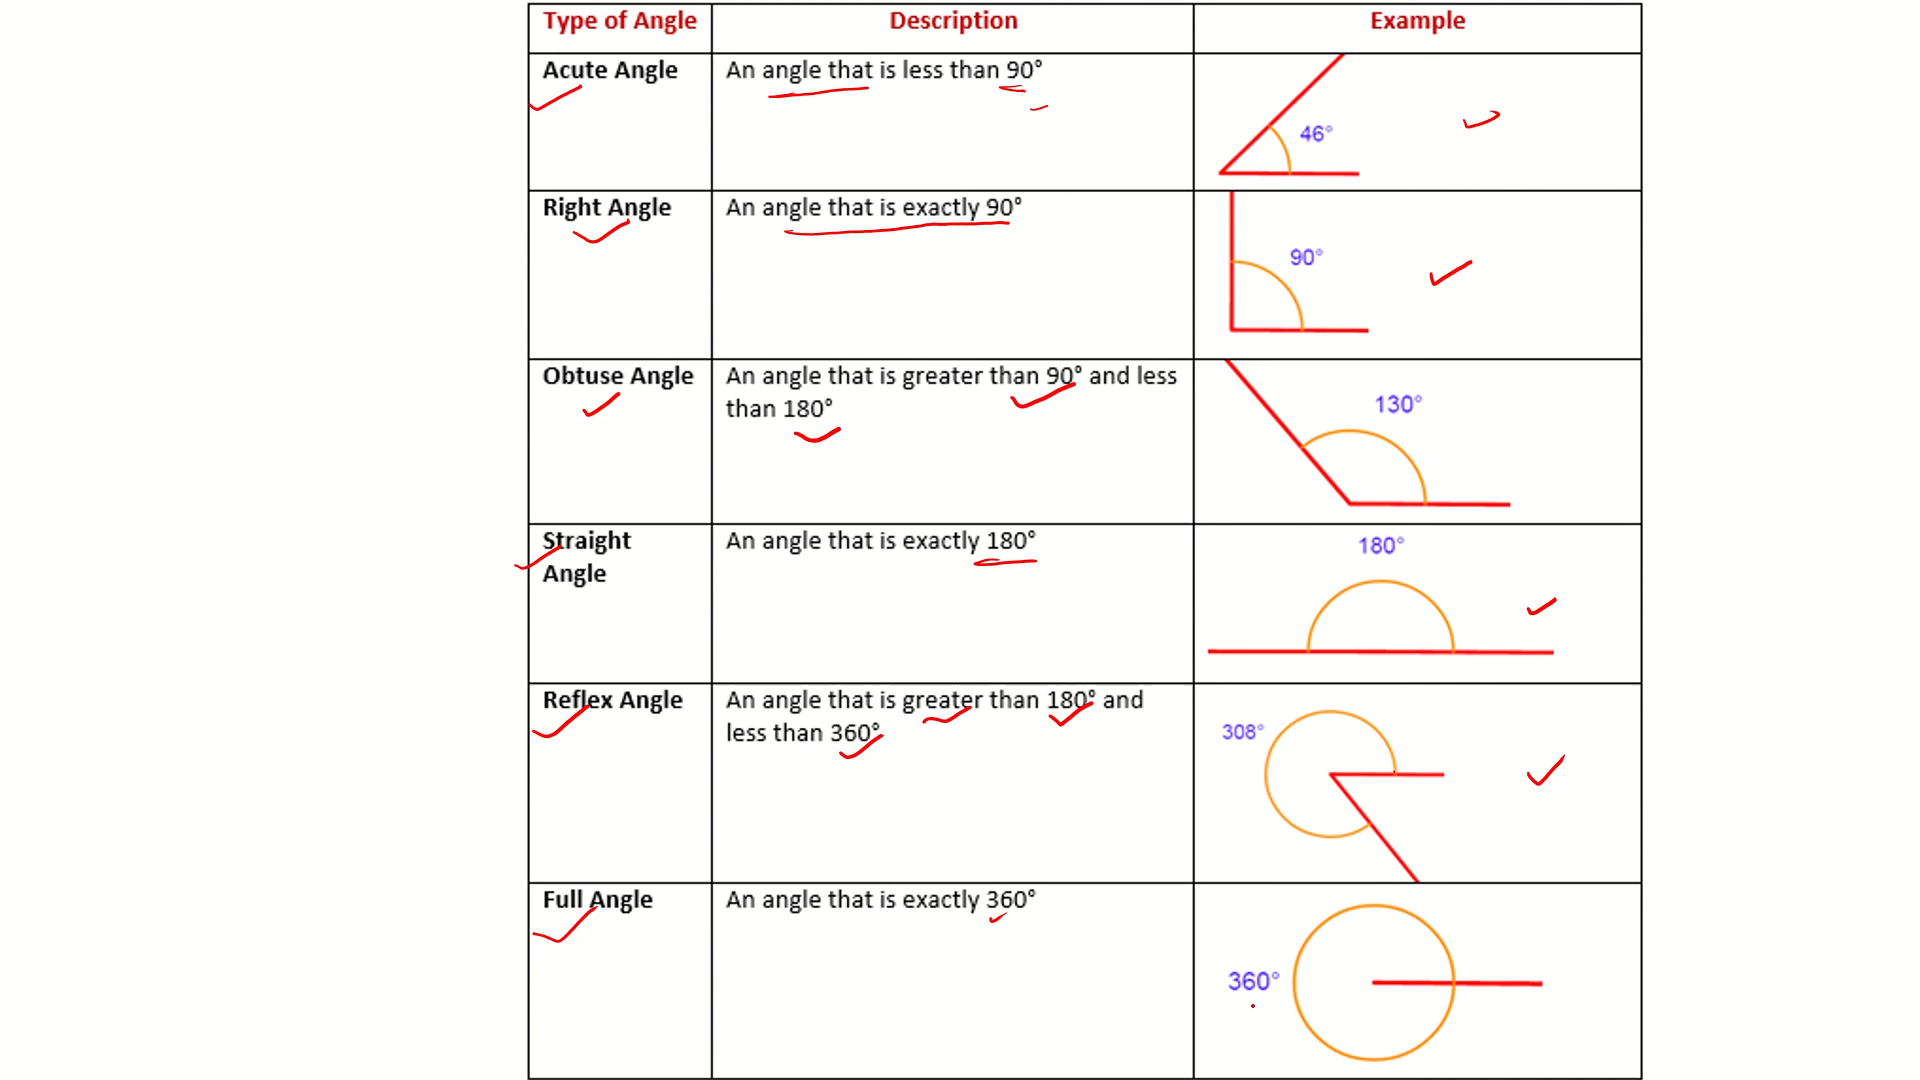 Type of Angle Description Example
Acute Angle An angle that is less than 90°
46°
Right Angle An angle that is exactly 90°
90°
Obtuse Angle An angle that is greater than 90° and less
than 180°
130°
Straight An angle that is exactly 180°
Angle
180°
Reflex Angle An angle that is greater than 180° and
less than 360°
308°
Full Angle An angle that is exactly 360°
360°